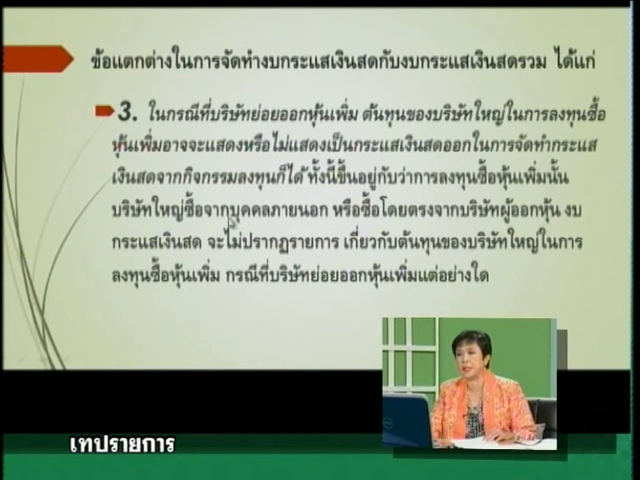 ข้อแตกต่างในการจัดทำงบกระแสเงินสดกับงบกระแสเงินสดรวม ได้แก่
3. ในกรณีที่บริษัทย่อยออกหุ้นเพิ่ม ต้นทุนของบริษัทใหญ่ในการลงทุนซื้อ
หุ้นเพิ่มอาจจะแสดงหรือไม่แสดงเป็นกระแสเงินสดออกในการจัดทำกระแส
เงินสดจากกิจกรรมลงทุนก็ได้ ทั้งนี้ขึ้นอยู่กับว่าการลงทุนซื้อหุ้นเพิ่มนั้น
บริษัทใหญ่ซื้อจากบุคคลภายนอก หรือซื้อโดยตรงจากบริษัทผู้ออกหุ้น งบ
กระแสเงินสด จะไม่ปรากฏรายการ เกี่ยวกับต้นทุนของบริษัทใหญ่ในการ
ลงทุนซื้อหุ้นเพิ่ม กรณีที่บริษัทย่อยออกหุ้นเพิ่มแต่อย่างใด
เทปรายการ